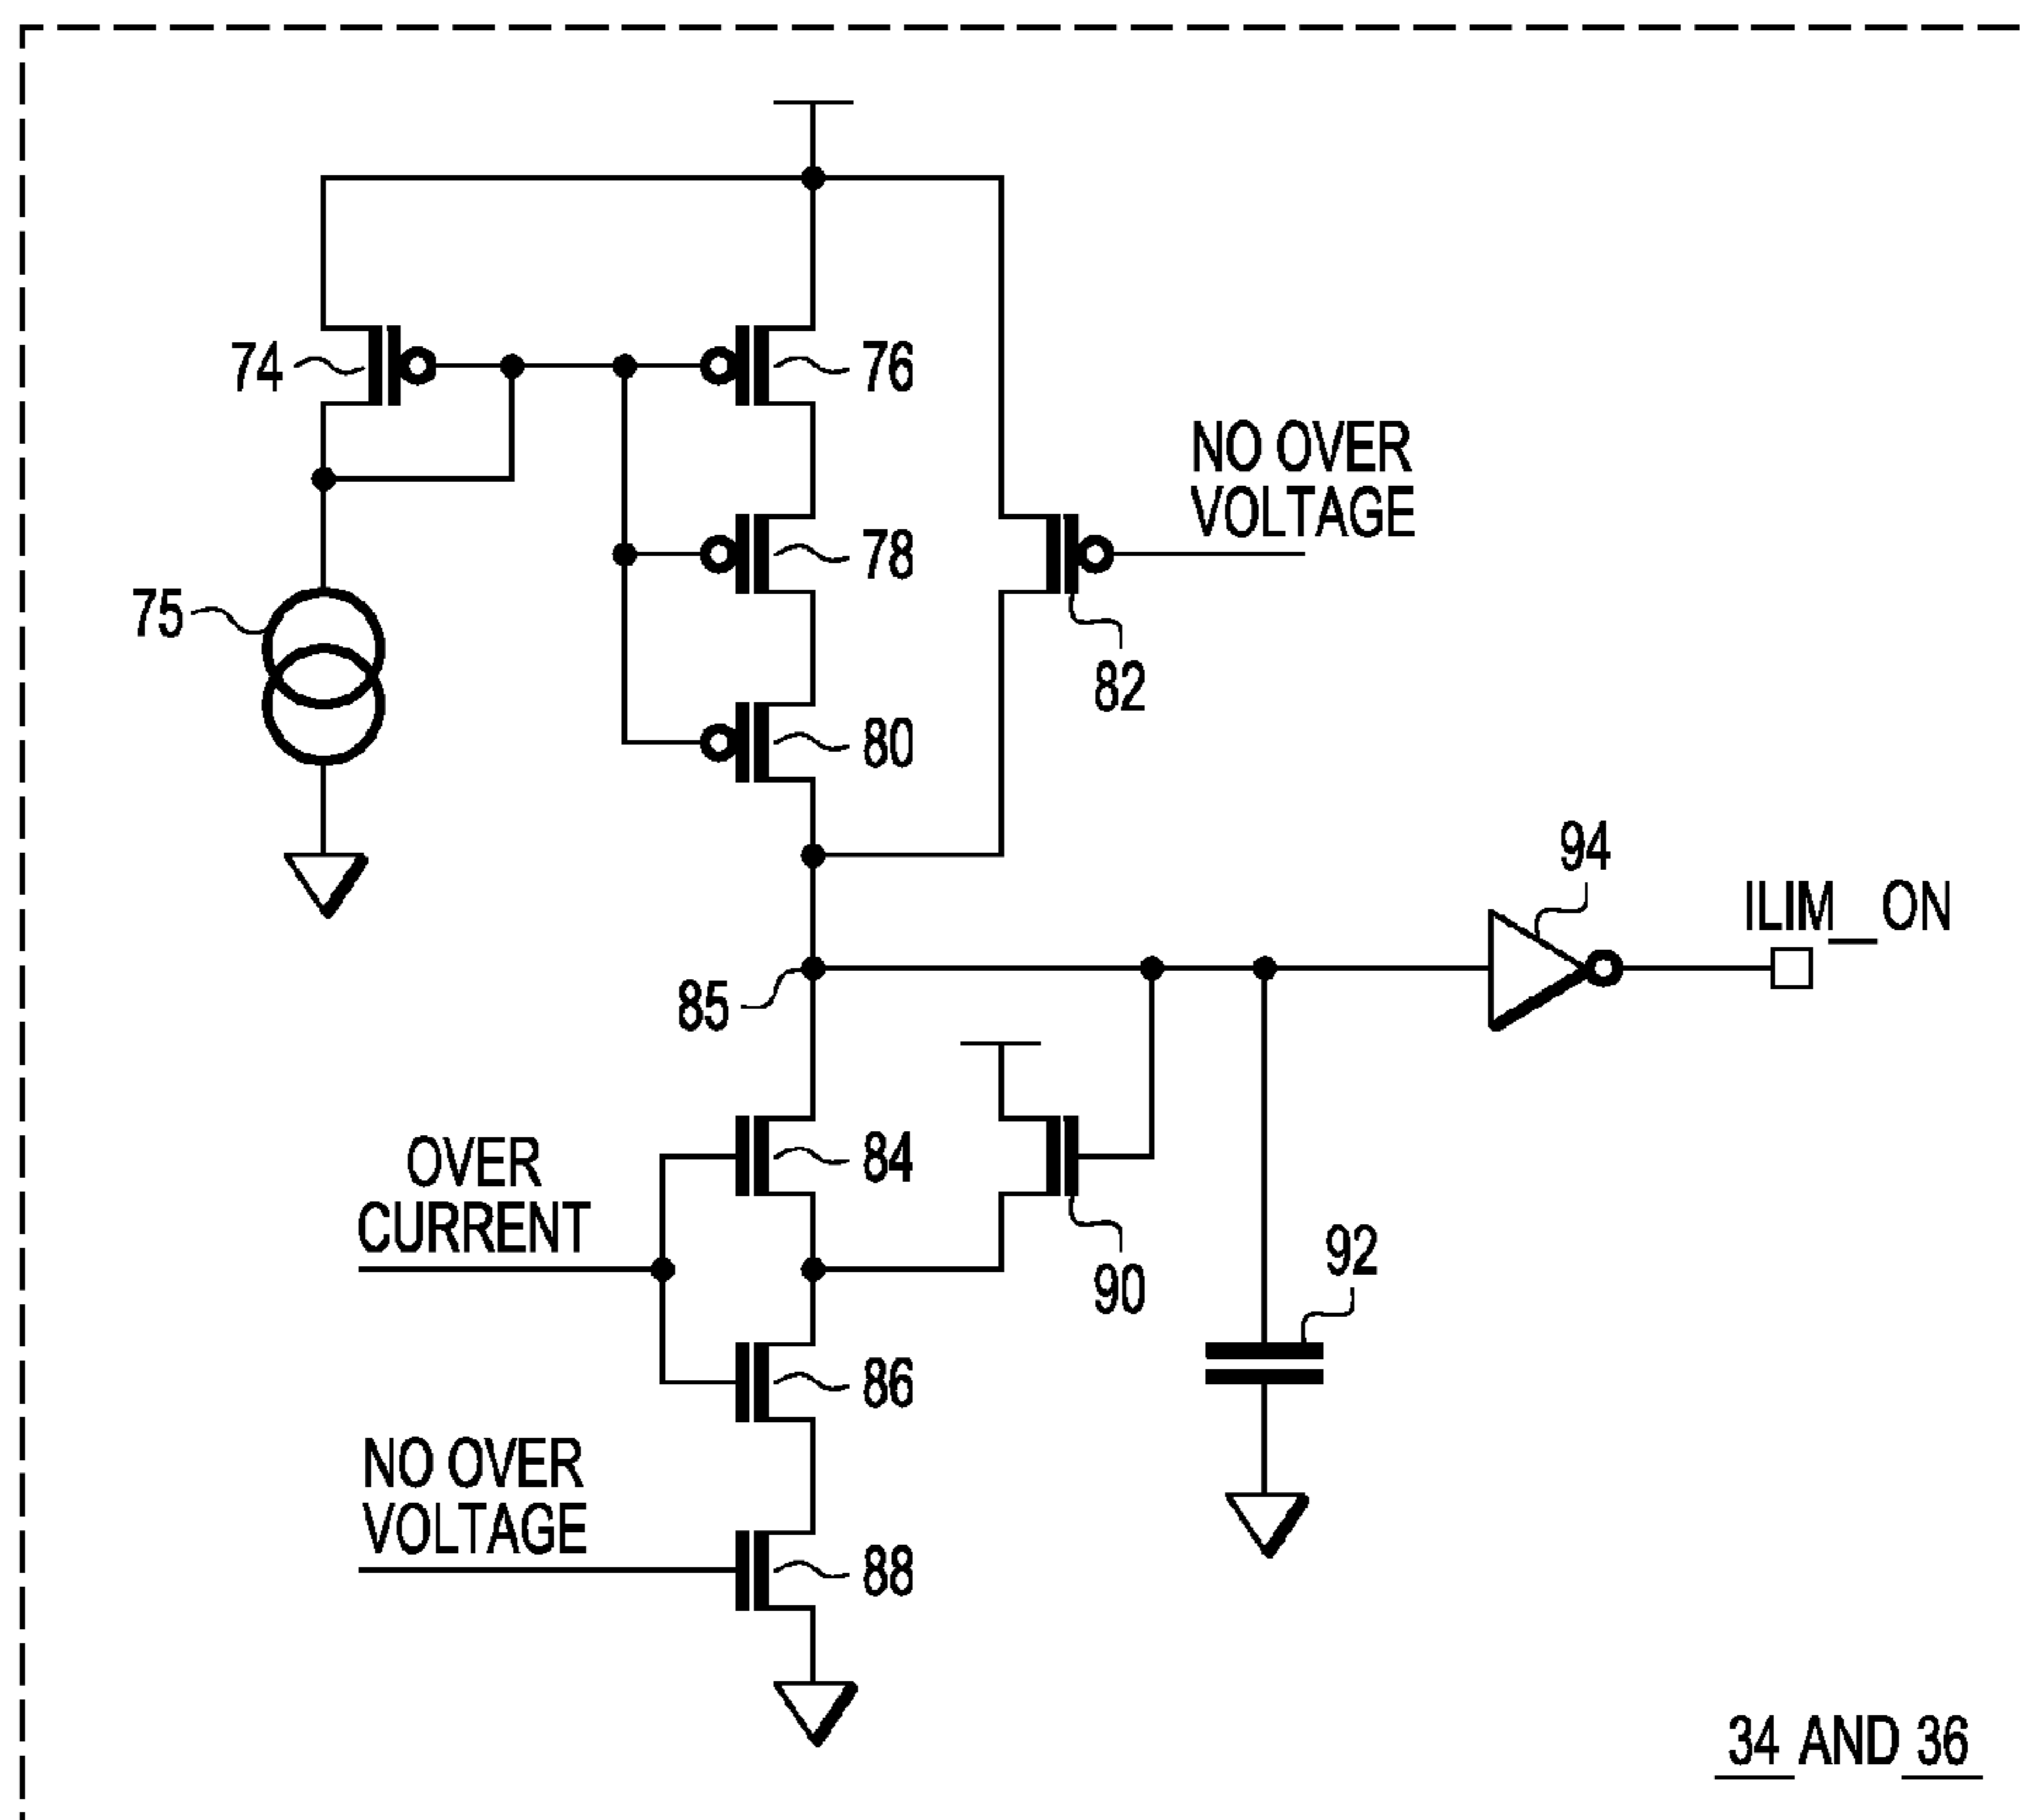 74
76
NO OVER
VOLTAGE
78
75
82
80
94
ILIM_ON
85
OVER
CURRENT
84
92
90
86
NO OVER
VOLTAGE
88
34 AND 36